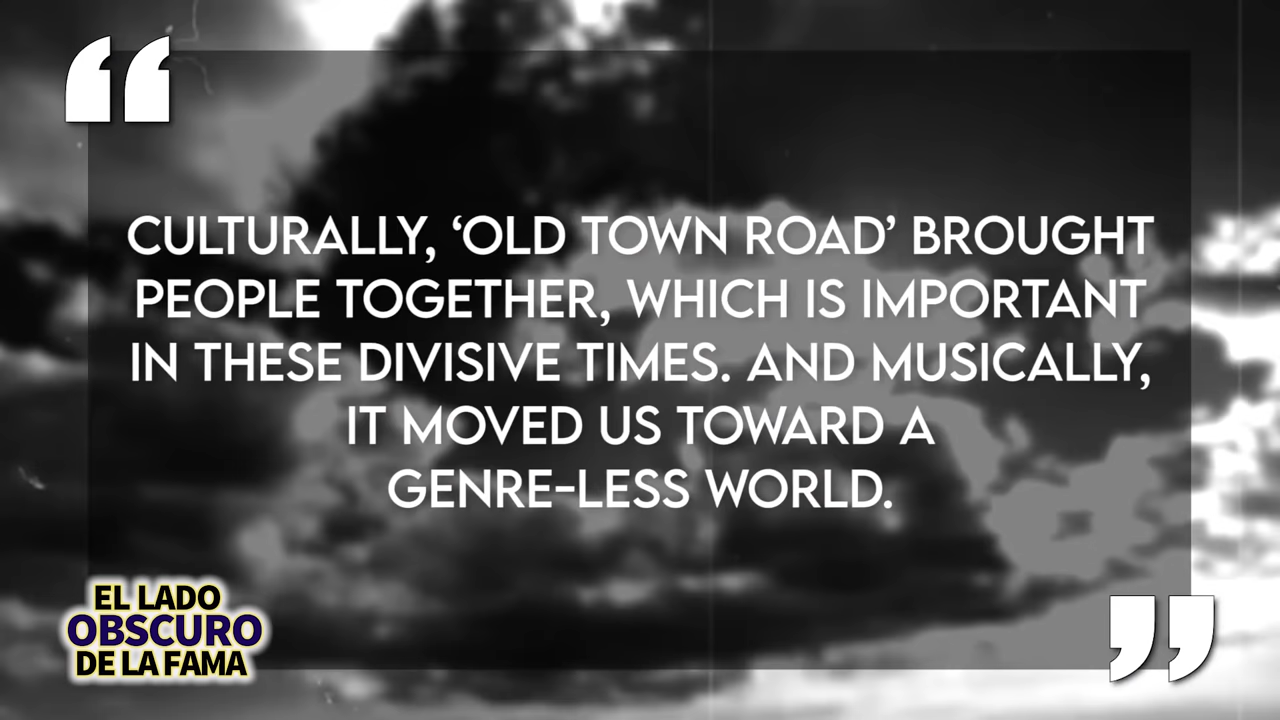 “
CULTURALLY, ‘OLD TOWN ROAD’ BROUGHT
PEOPLE TOGETHER, WHICH IS IMPORTANT
IN THESE DIVISIVE TIMES. AND MUSICALLY,
IT MOVED US TOWARD A
GENRE-LESS WORLD.
”
EL LADO
OBSCURO
DE LA FAMA